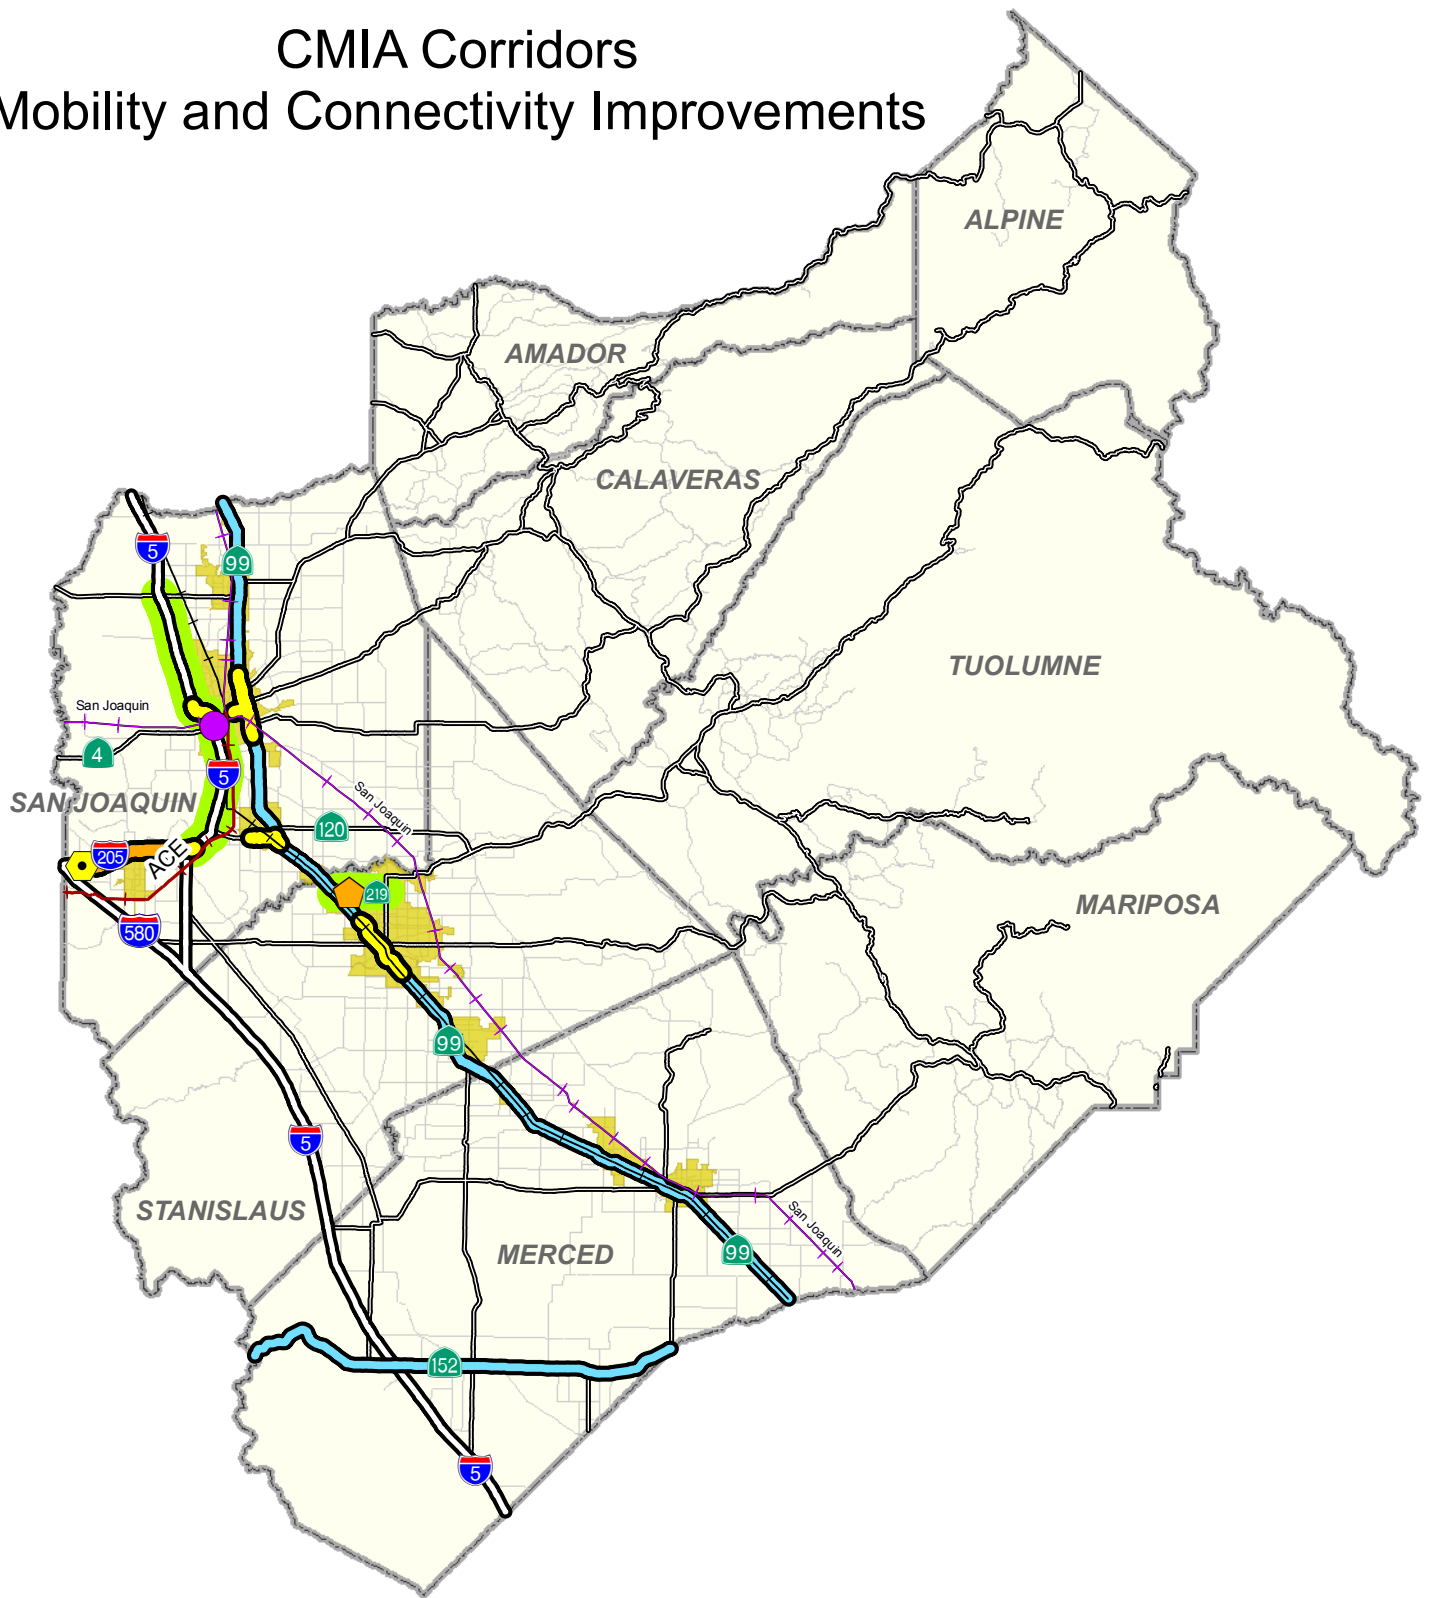 CMIA Corridors
Mobility and Connectivity Improvements
ALPINE
AMADOR
CALAVERAS
5
99
TUOLUMNE
San Joaquin
4
5
SAN JOAQUIN
San Joaquin
120
205
ACE
219
MARIPOSA
580
99
5
STANISLAUS
MERCED
San Joaquin
99
152
5